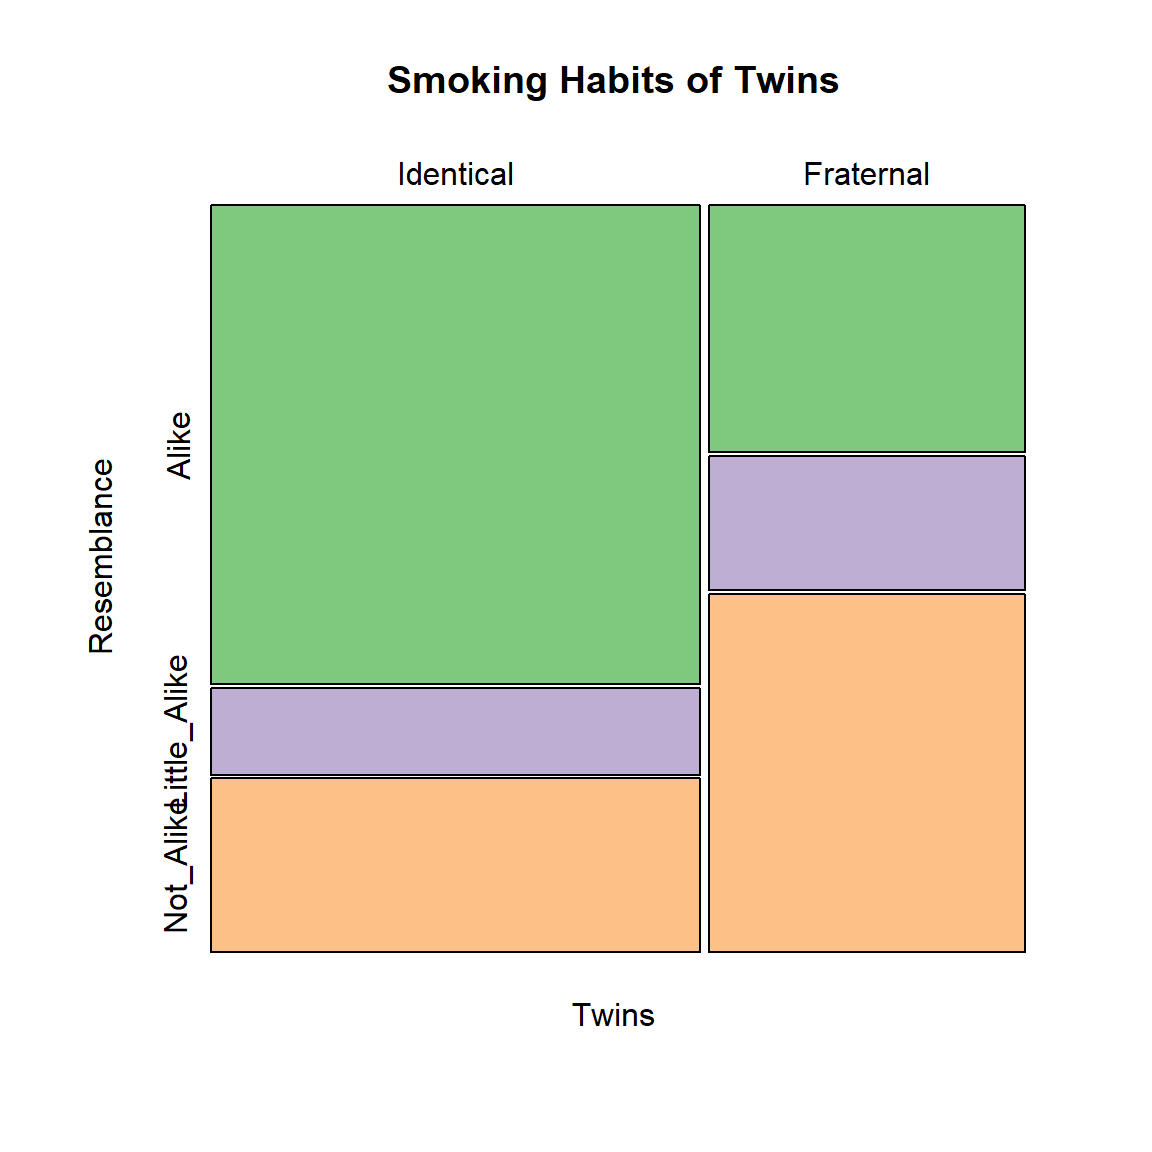 Smoking Habits of Twins
Identical
Fraternal
Resemblance
Alike
Little_Alike
Not_Alike
Twins